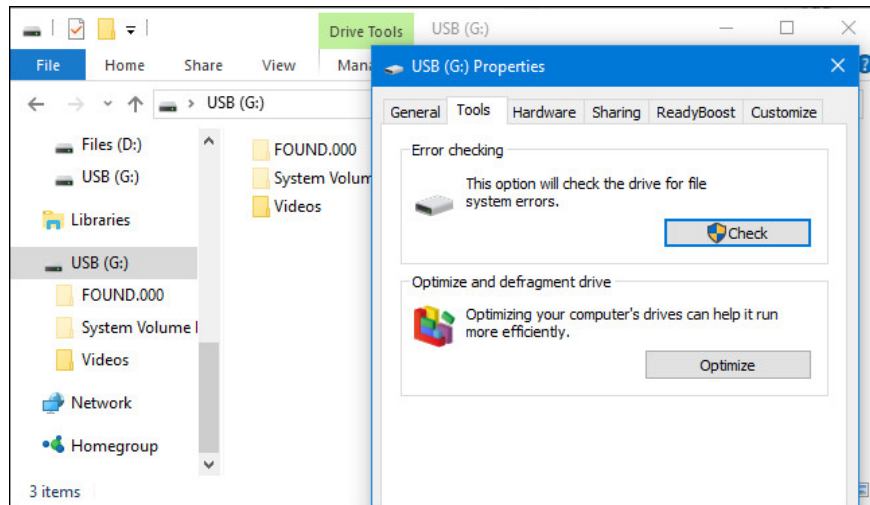 Drive Tools USB (G:)
File Home Share View
USB (G:) Properties
USB (G:)
General Tools Hardware Sharing ReadyBoost Customize
Files (D:)
USB (G:)
Libraries
USB (G:)
FOUND.000
System Volume
Videos
Network
Homegroup
3 items
FOUND.000
System
Videos
Error checking
This option will check the drive for file
system errors.
Check
Optimize and defragment drive
Optimizing your computer's drives can help it run
more efficiently.
Optimize